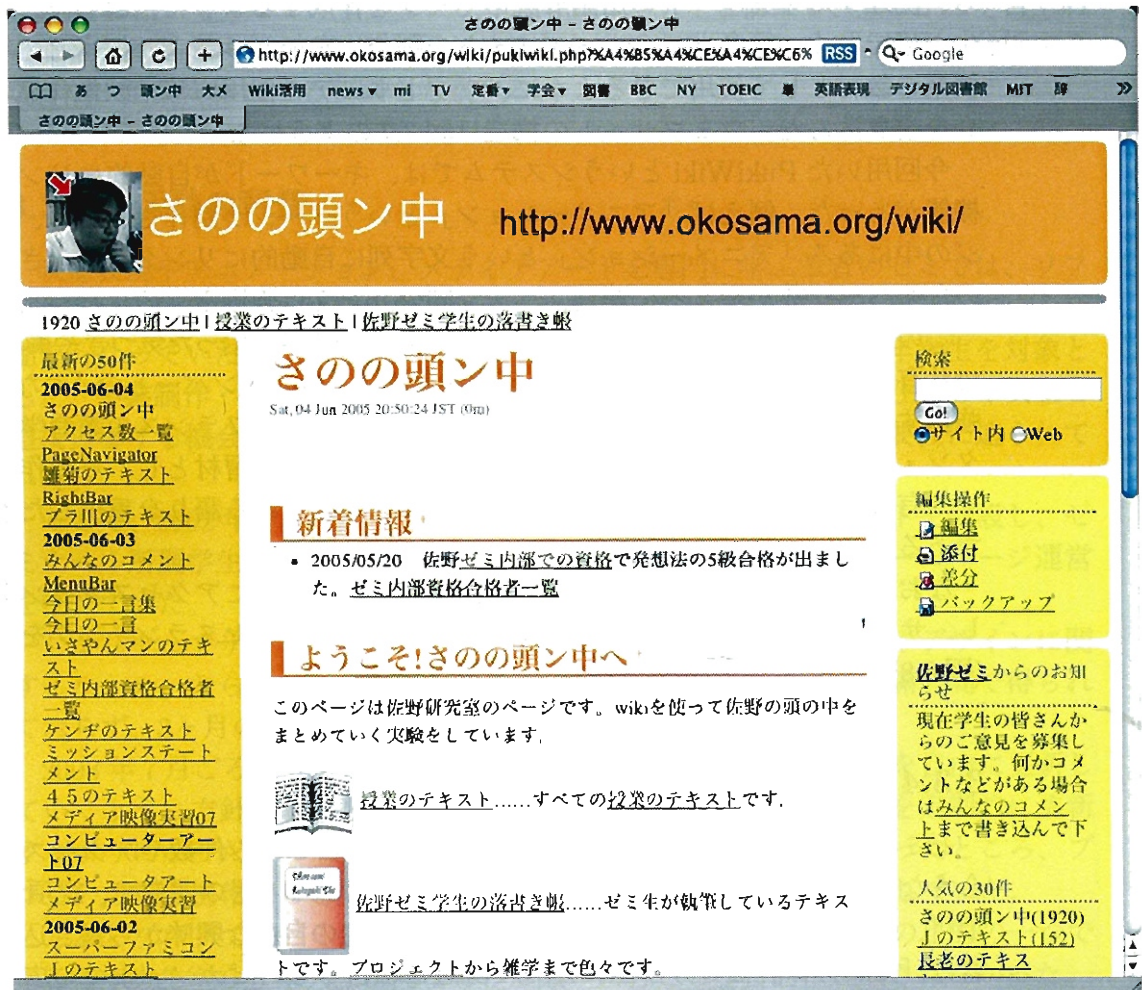 さのの頭ン中 – さのの頭ン中
http://www.okosama.org/wiki/pukiwiki.php?%A4%B5%A4%CE%A4%CE%C6%
RSS
Google
あ つ 頭ン中 大メ Wiki活用 news mi TV 定番 学会 図書 BBC NY TOEIC 単 英語表現 デジタル図書館 MIT 辞
さのの頭ン中 – さのの頭ン中
さのの頭ン中 http://www.okosama.org/wiki/
1920 さのの頭ン中 | 授業のテキスト | 佐野ゼミ学生の落書き帳
最新の50件
2005-06-04
さのの頭ン中
アクセス数一覧
PageNavigator
雛菊のテキスト
RightBar
ブラ川のテキスト
2005-06-03
みんなのコメント
MenuBar
今日の一言集
今日の一言
いさやんマンのテキ
スト
ゼミ内部資格合格者
一覧
ケンヂのテキスト
ミッションステート
メント
45のテキスト
メディア映像実習07
コンピューターアー
ト07
コンピュータアート
メディア映像実習
2005-06-02
スーパーファミコン
Jのテキスト
さのの頭ン中
Sat, 04 Jun 2005 20:50:24 JST (0m)
新着情報
2005/05/20 佐野ゼミ内部での資格で発想法の5級合格が出まし
た。ゼミ内部資格合格者一覧
ようこそ!さのの頭ン中へ
このページは佐野研究室のページです。wikiを使って佐野の頭の中を
まとめていく実験をしています.
授業のテキスト……すべての授業のテキストです.
佐野ゼミ学生の落書き帳……ゼミ生が執筆しているテキス
トです。プロジェクトから雑学まで色々です。
検索
Go!
サイト内 Web
編集操作
編集
添付
差分
バックアップ
佐野ゼミからのお知
らせ
現在学生の皆さんか
らのご意見を募集し
ています。何かコメ
ントなどがある場合
はみんなのコメン
トまで書き込んで下
さい。
人気の30件
さのの頭ン中(1920)
Jのテキスト(152)
長老のテキス